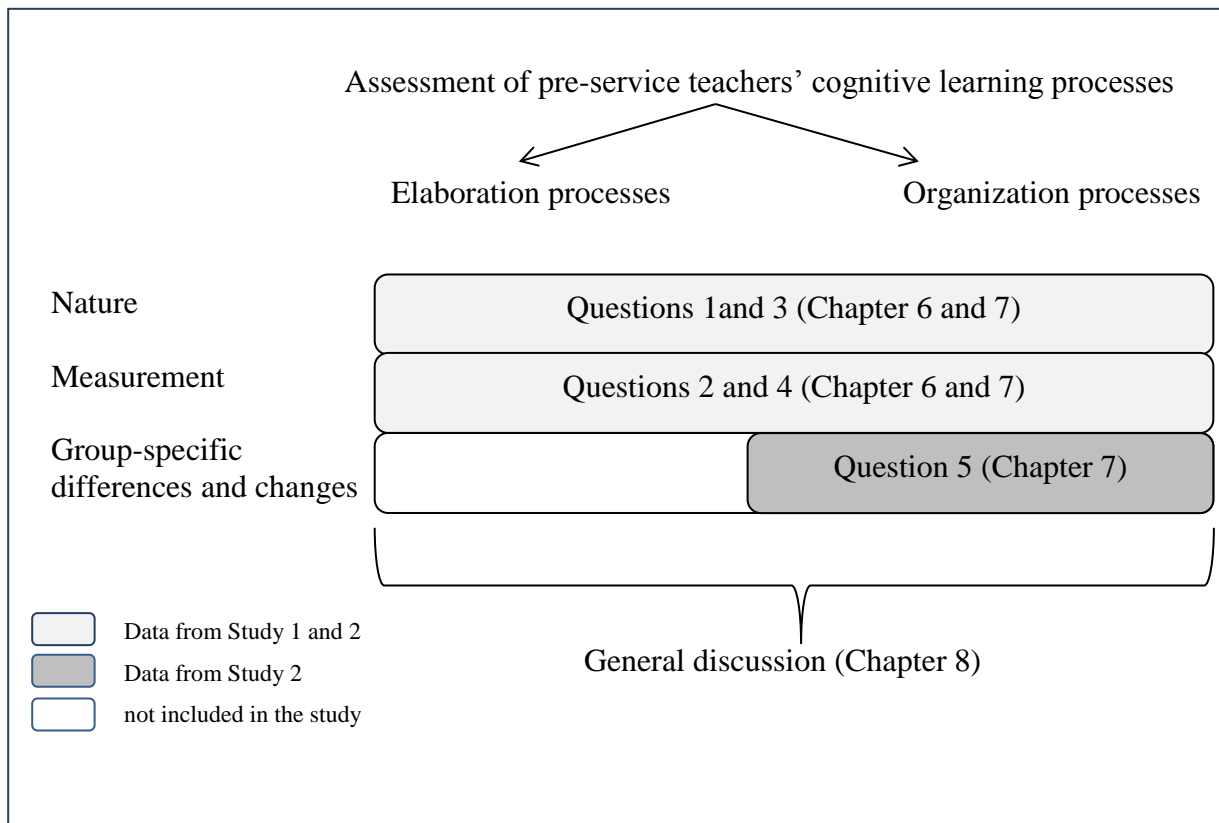 Assessment of pre-service teachers’ cognitive learning processes
Elaboration processes
Organization processes
Nature
Questions 1and 3 (Chapter 6 and 7)
Measurement
Questions 2 and 4 (Chapter 6 and 7)
Group-specific
differences and changes
Question 5 (Chapter 7)
Data from Study 1 and 2
Data from Study 2
not included in the study
General discussion (Chapter 8)